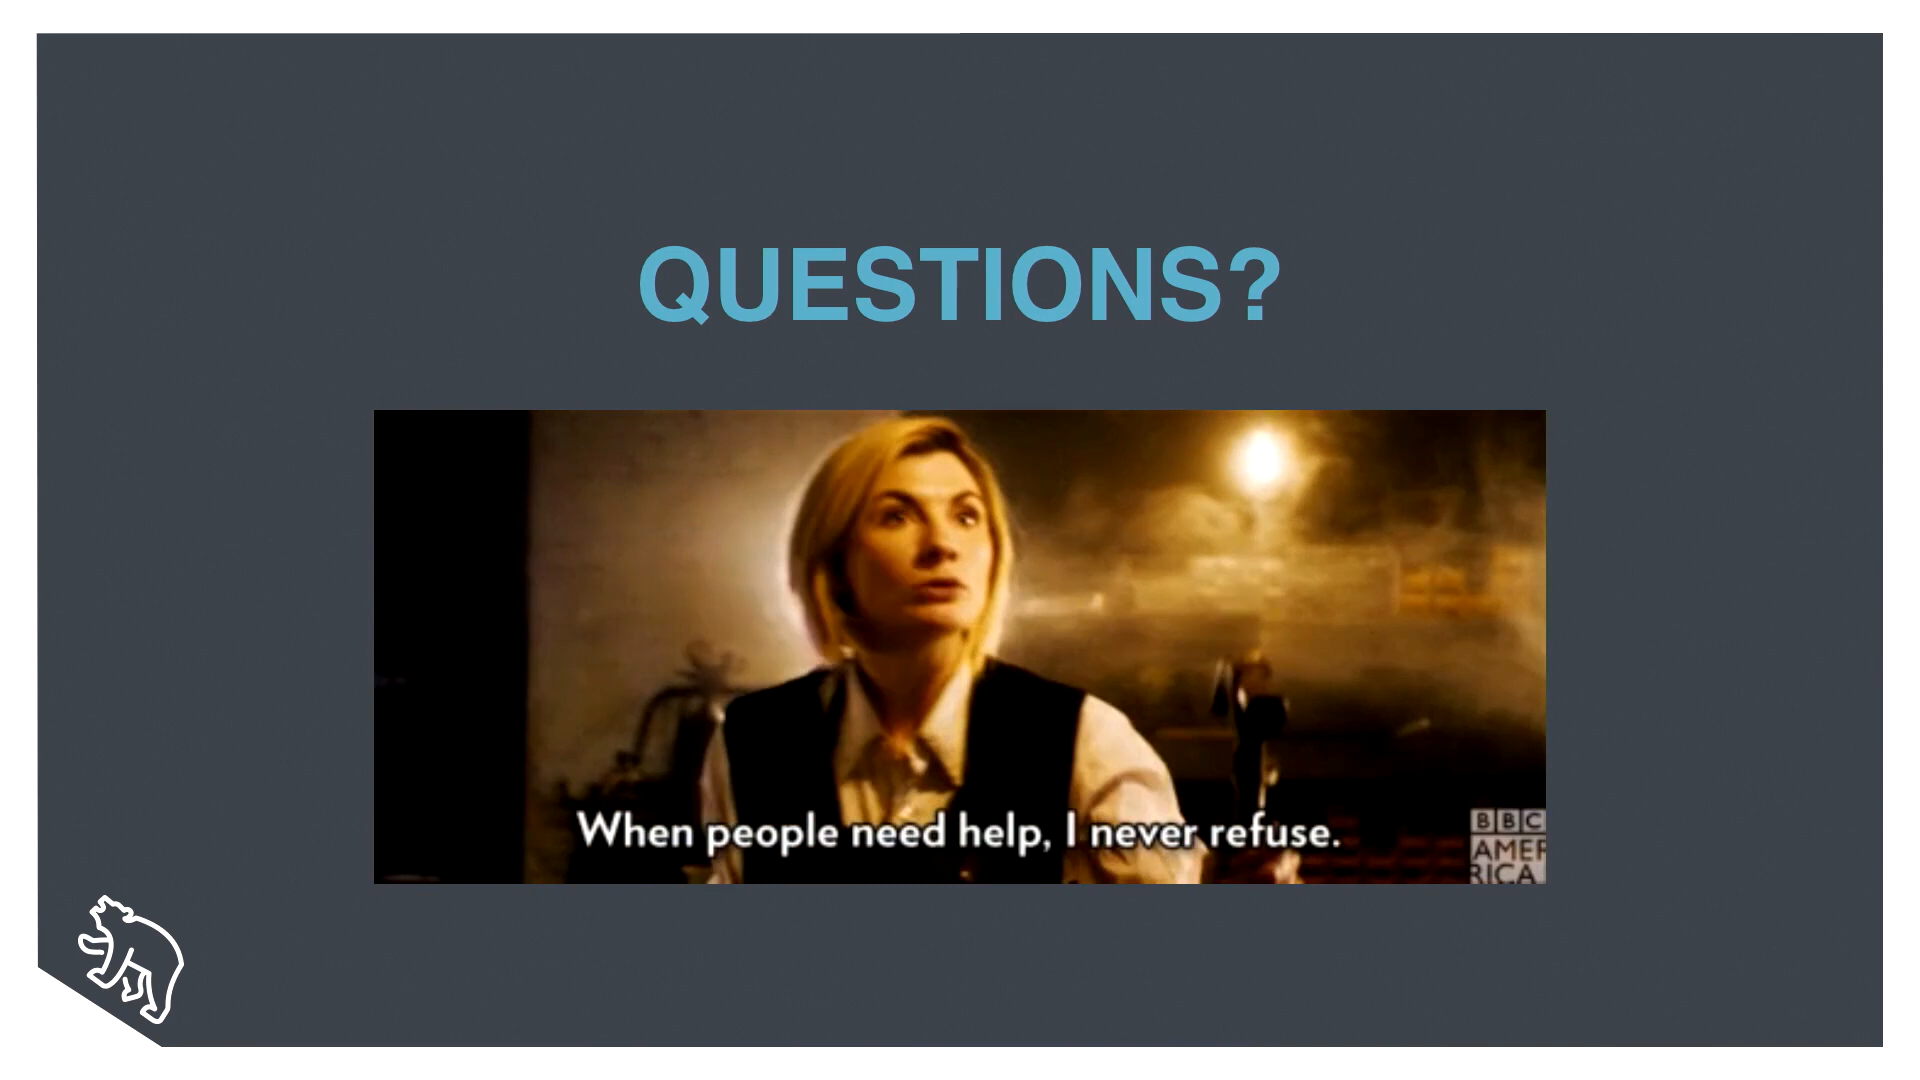 QUESTIONS?
When people need help, I never refuse.
BBC
AMER
RICA